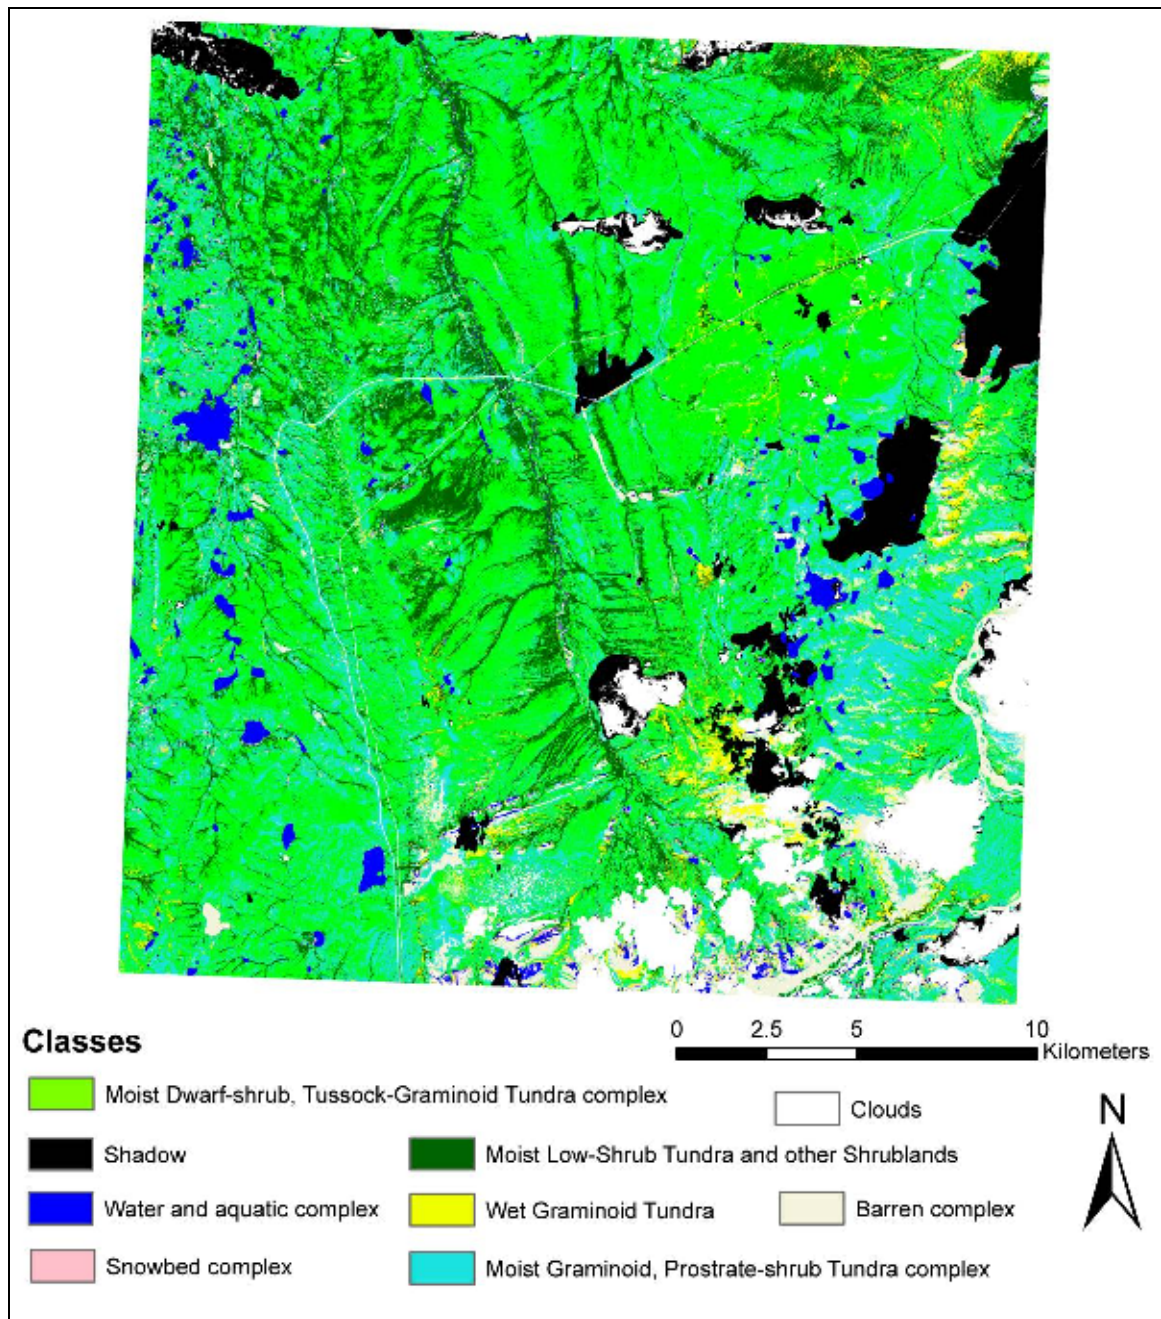 Classes
0 2.5 5 10
Kilometers
Moist Dwarf-shrub, Tussock-Graminoid Tundra complex
Clouds
N
Shadow
Moist Low-Shrub Tundra and other Shrublands
Water and aquatic complex
Wet Graminoid Tundra
Barren complex
Snowbed complex
Moist Graminoid, Prostrate-shrub Tundra complex